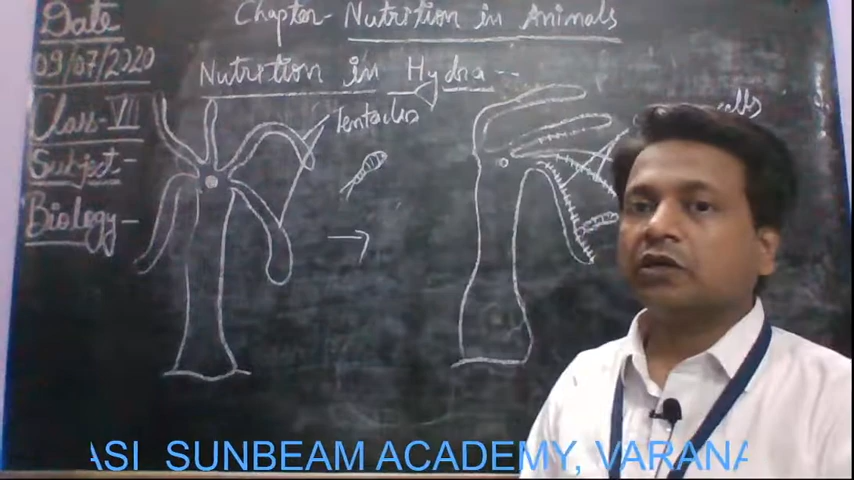 Date
09/07/2020
Class-VII
Subject-
Biology-
Chapter- Nutrition in Animals
Nutrition in Hydra --
Tentacles
cells
ASI SUNBEAM ACADEMY, VARANA